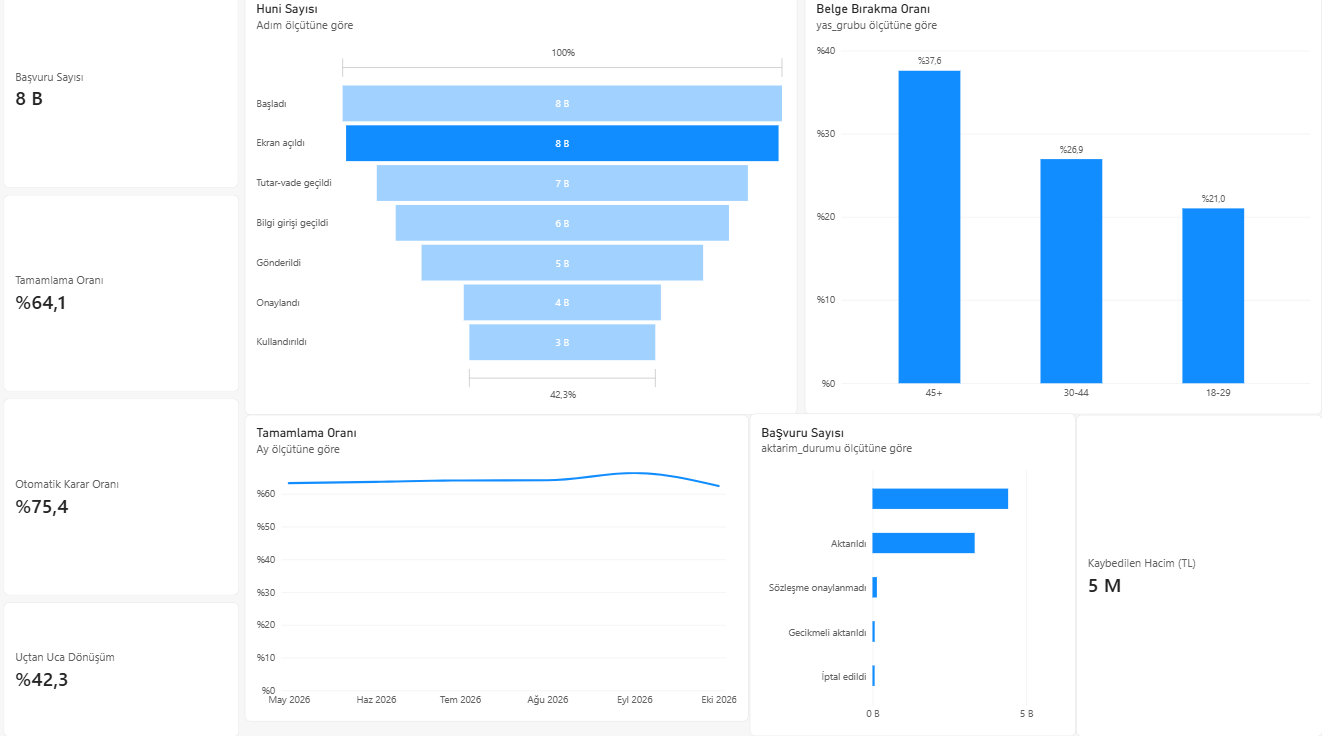 Başvuru Sayısı
8 B
Tamamlama Oranı
%64,1
Otomatik Karar Oranı
%75,4
Uçtan Uca Dönüşüm
%42,3
Huni Sayısı
Adım ölçütüne göre
100%
Başladı
8 B
Ekran açıldı
8 B
Tutar-vade geçildi
7 B
Bilgi girişi geçildi
6 B
Gönderildi
5 B
Onaylandı
4 B
Kullandırıldı
3 B
42,3%
Belge Bırakma Oranı
yas_grubu ölçütüne göre
%40
%30
%20
%10
%0
%37,6
%26,9
%21,0
45+
30-44
18-29
Tamamlama Oranı
Ay ölçütüne göre
%60
%50
%40
%30
%20
%10
%0
May 2026
Haz 2026
Tem 2026
Ağu 2026
Eyl 2026
Eki 2026
Başvuru Sayısı
aktarim_durumu ölçütüne göre
Aktarıldı
Sözleşme onaylanmadı
Gecikmeli aktarıldı
İptal edildi
0 B
5 B
Kaybedilen Hacim (TL)
5 M